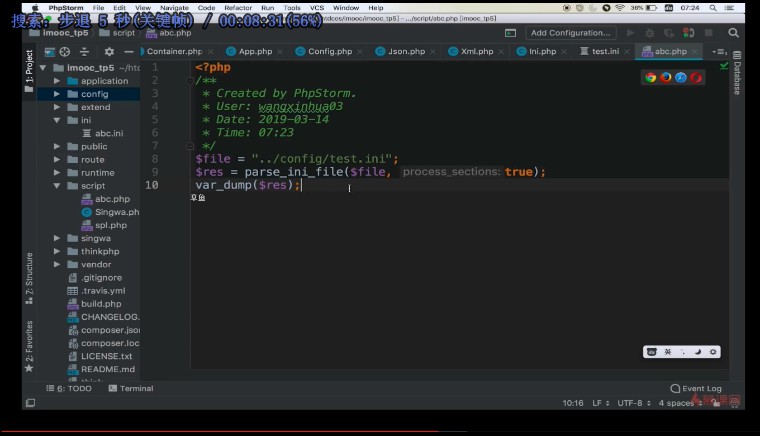 PhpStorm File Edit View Navigate Code Refactor Run Tools VCS Window Help 36% 07:24
搜索: 步退 5 秒(关键帧) / 00:08:31(56%)
tdocs/imooc/imooc_tp5] – .../script/abc.php [imooc_tp5]
imooc_tp5 script abc.php Add Configuration...
Container.php App.php Config.php Json.php Xml.php Ini.php test.ini abc.php
1: Project
imooc_tp5 ~/htd
application
config
extend
ini
abc.ini
public
route
runtime
script
abc.php
Singwa.ph
spl.php
singwa
thinkphp
vendor
.gitignore
.travis.yml
build.php
CHANGELOG.
composer.json
composer.loc
LICENSE.txt
README.md
think
1 <?php
2 /**
3 * Created by PhpStorm.
4 * User: wangxinhua03
5 * Date: 2019-03-14
6 * Time: 07:23
7 */
8 $file = "../config/test.ini";
9 $res = parse_ini_file($file, process_sections: true);
10 var_dump($res);
Database
7: Structure
2: Favorites
6: TODO Terminal Event Log
10:16 LF UTF-8 4 spaces
慕课网